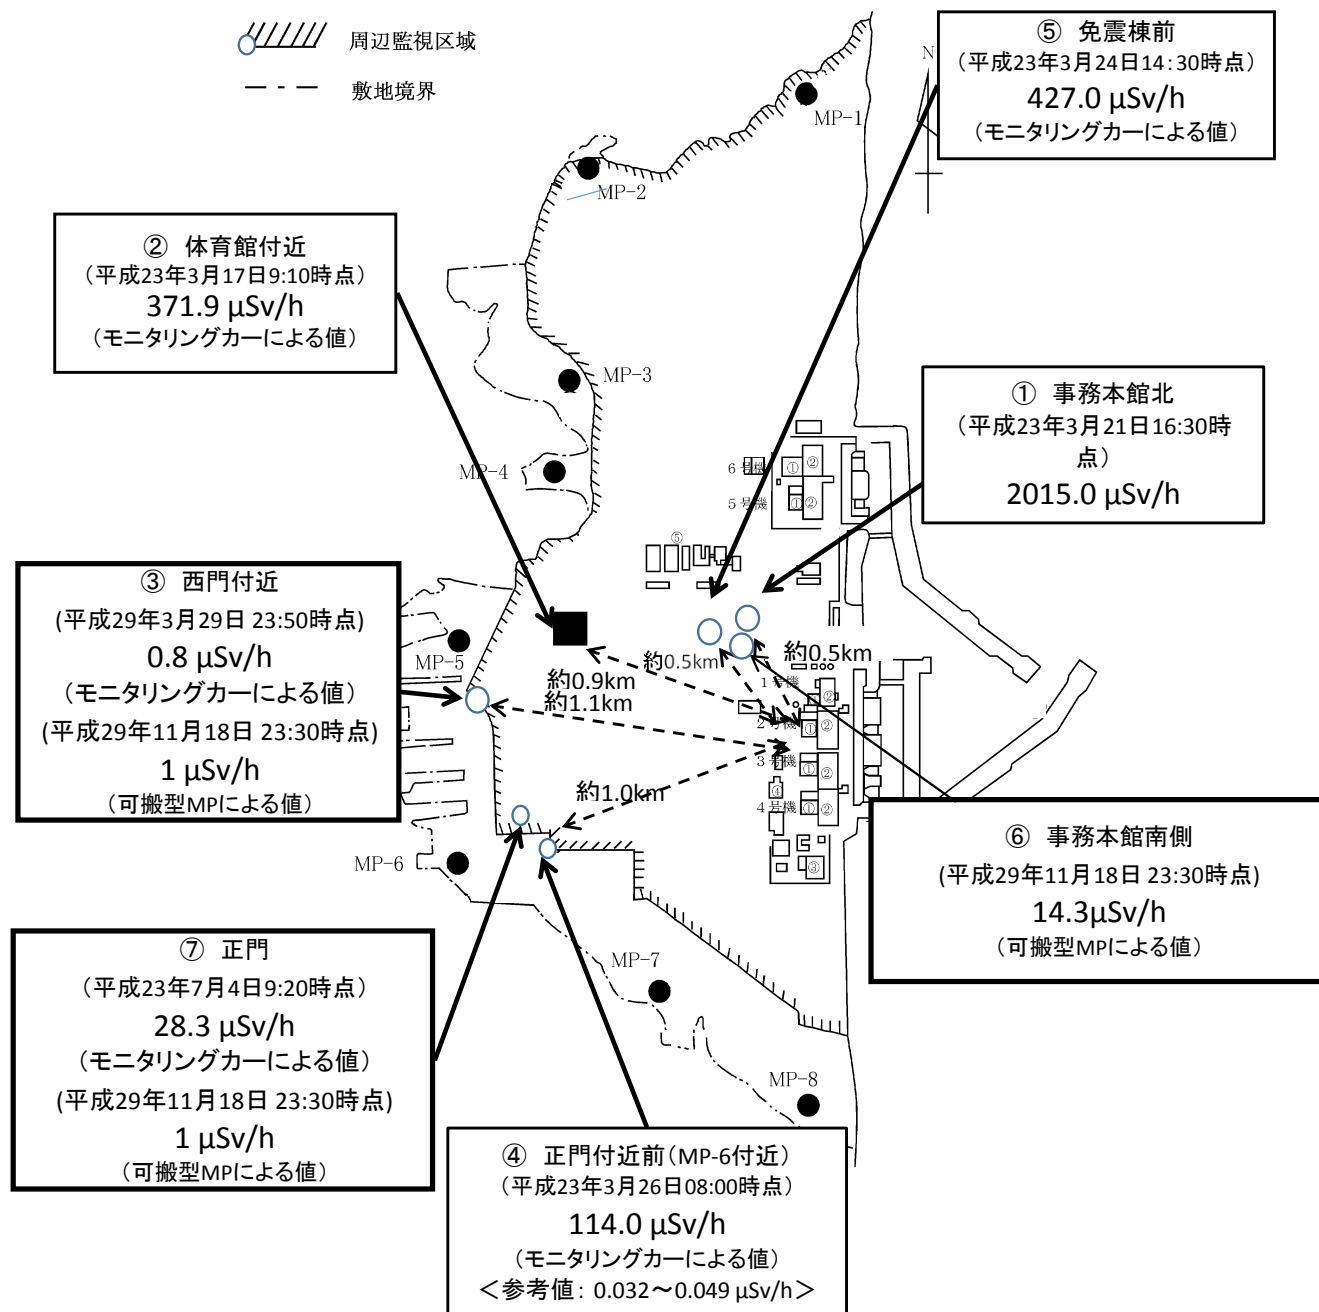 周辺監視区域
敷地境界
⑤ 免震棟前
（平成23年3月24日14:30時点）
427.0 μSv/h
（モニタリングカーによる値）
N
MP-1
MP-2
② 体育館付近
（平成23年3月17日9:10時点）
371.9 μSv/h
（モニタリングカーによる値）
MP-3
① 事務本館北
（平成23年3月21日16:30時
点）
2015.0 μSv/h
MP-4
6号機
①
②
5号機
①
②
⑤
③ 西門付近
(平成29年3月29日 23:50時点)
0.8 μSv/h
（モニタリングカーによる値）
(平成29年11月18日 23:30時点)
1 μSv/h
（可搬型MPによる値）
MP-5
約0.9km
約1.1km
約0.5km
約0.5km
1号機
②
2号機
①
②
3号機
①
②
④
4号機
①
②
③
約1.0km
MP-6
⑥ 事務本館南側
(平成29年11月18日 23:30時点)
14.3μSv/h
（可搬型MPによる値）
⑦ 正門
（平成23年7月4日9:20時点）
28.3 μSv/h
（モニタリングカーによる値）
(平成29年11月18日 23:30時点)
1 μSv/h
（可搬型MPによる値）
MP-7
MP-8
④ 正門付近前（MP-6付近）
（平成23年3月26日08:00時点）
114.0 μSv/h
（モニタリングカーによる値）
＜参考値: 0.032～0.049 μSv/h＞